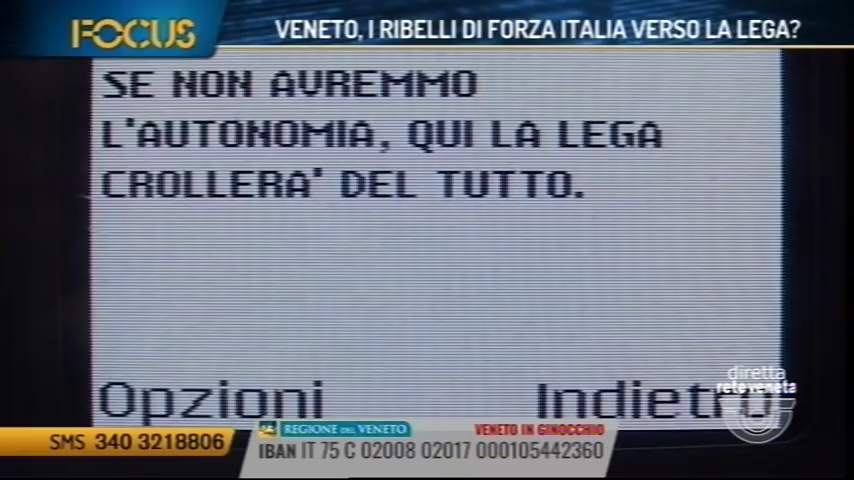 FOCUS
VENETO, I RIBELLI DI FORZA ITALIA VERSO LA LEGA?
SE NON AVREMMO
L'AUTONOMIA, QUI LA LEGA
CROLLERA' DEL TUTTO.
Opzioni
Indietro
diretta
reteveneta
REGIONE DEL VENETO
VENETO IN GINOCCHIO
SMS 340 3218806
IBAN IT 75 C 02008 02017 000105442360